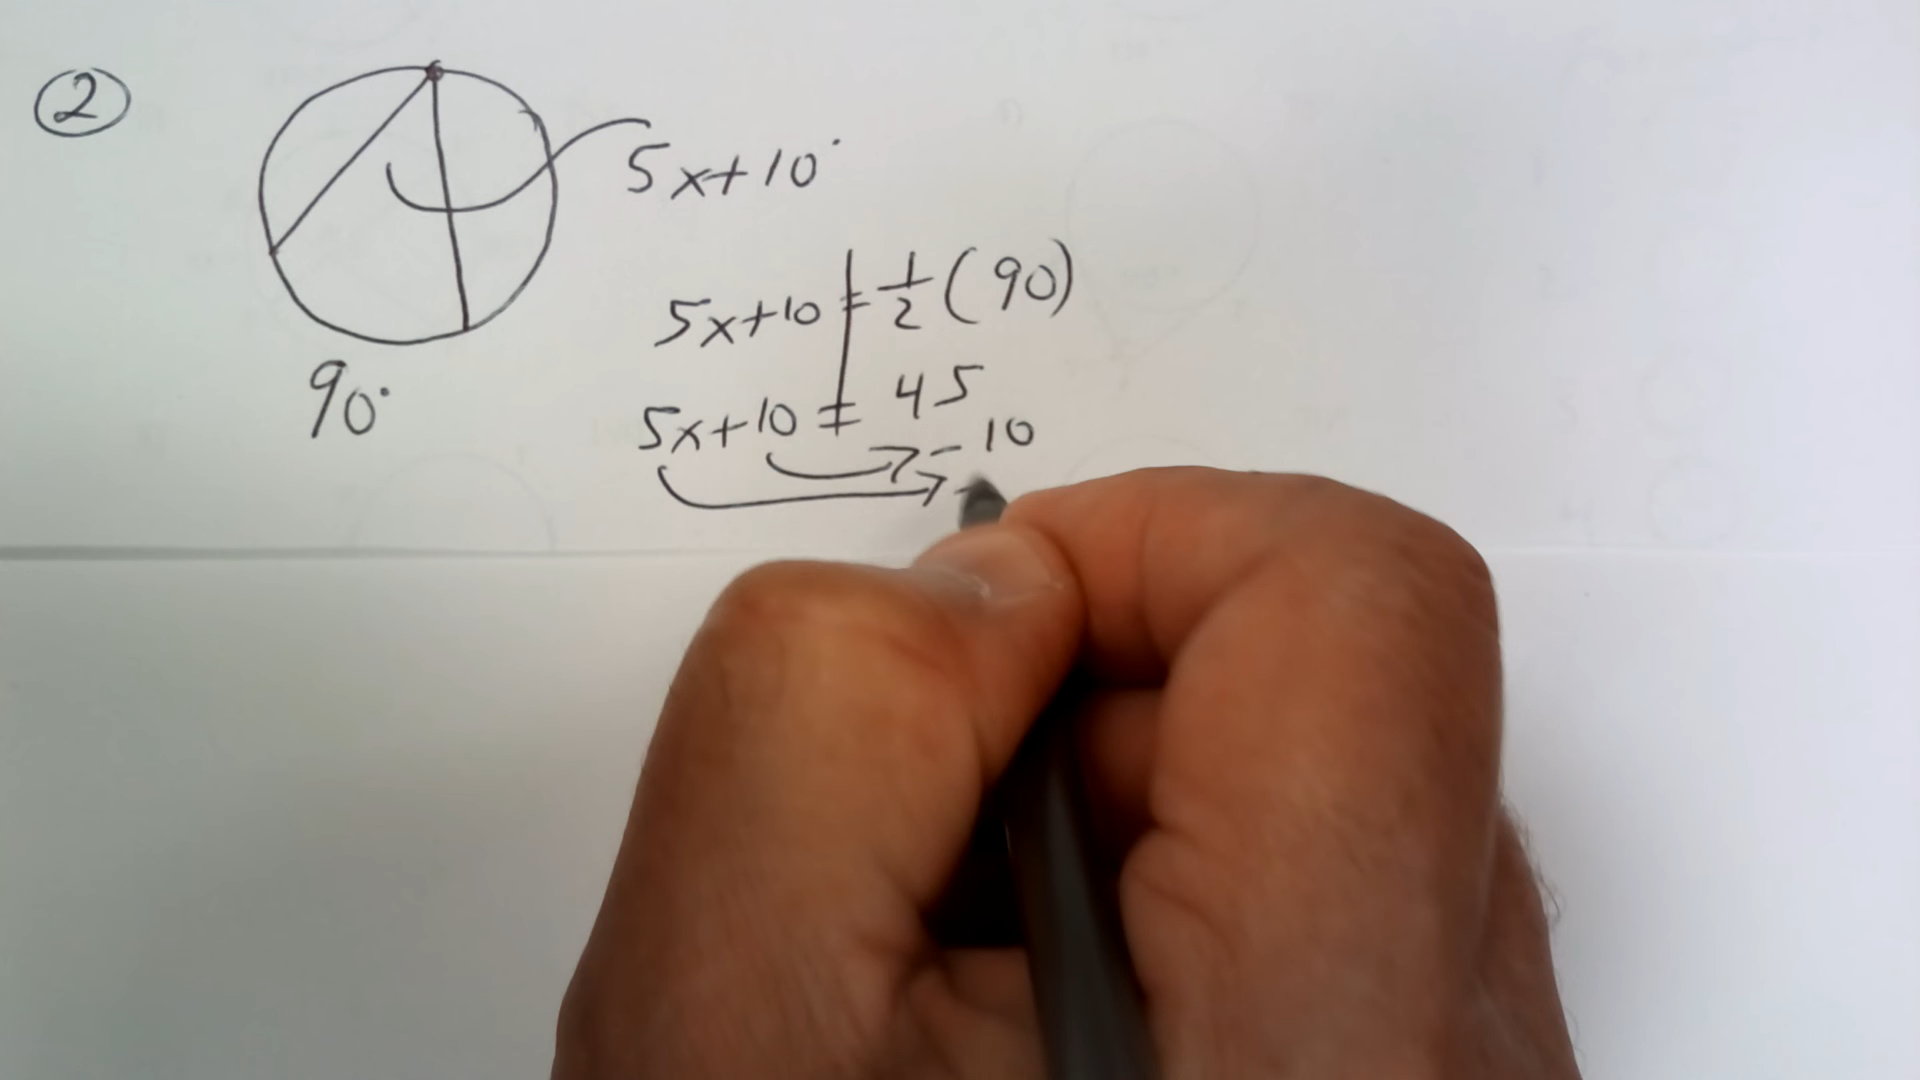 2
5x+10°
5x+10 = 1/2 (90)
90°
5x+10 = 45
- 10